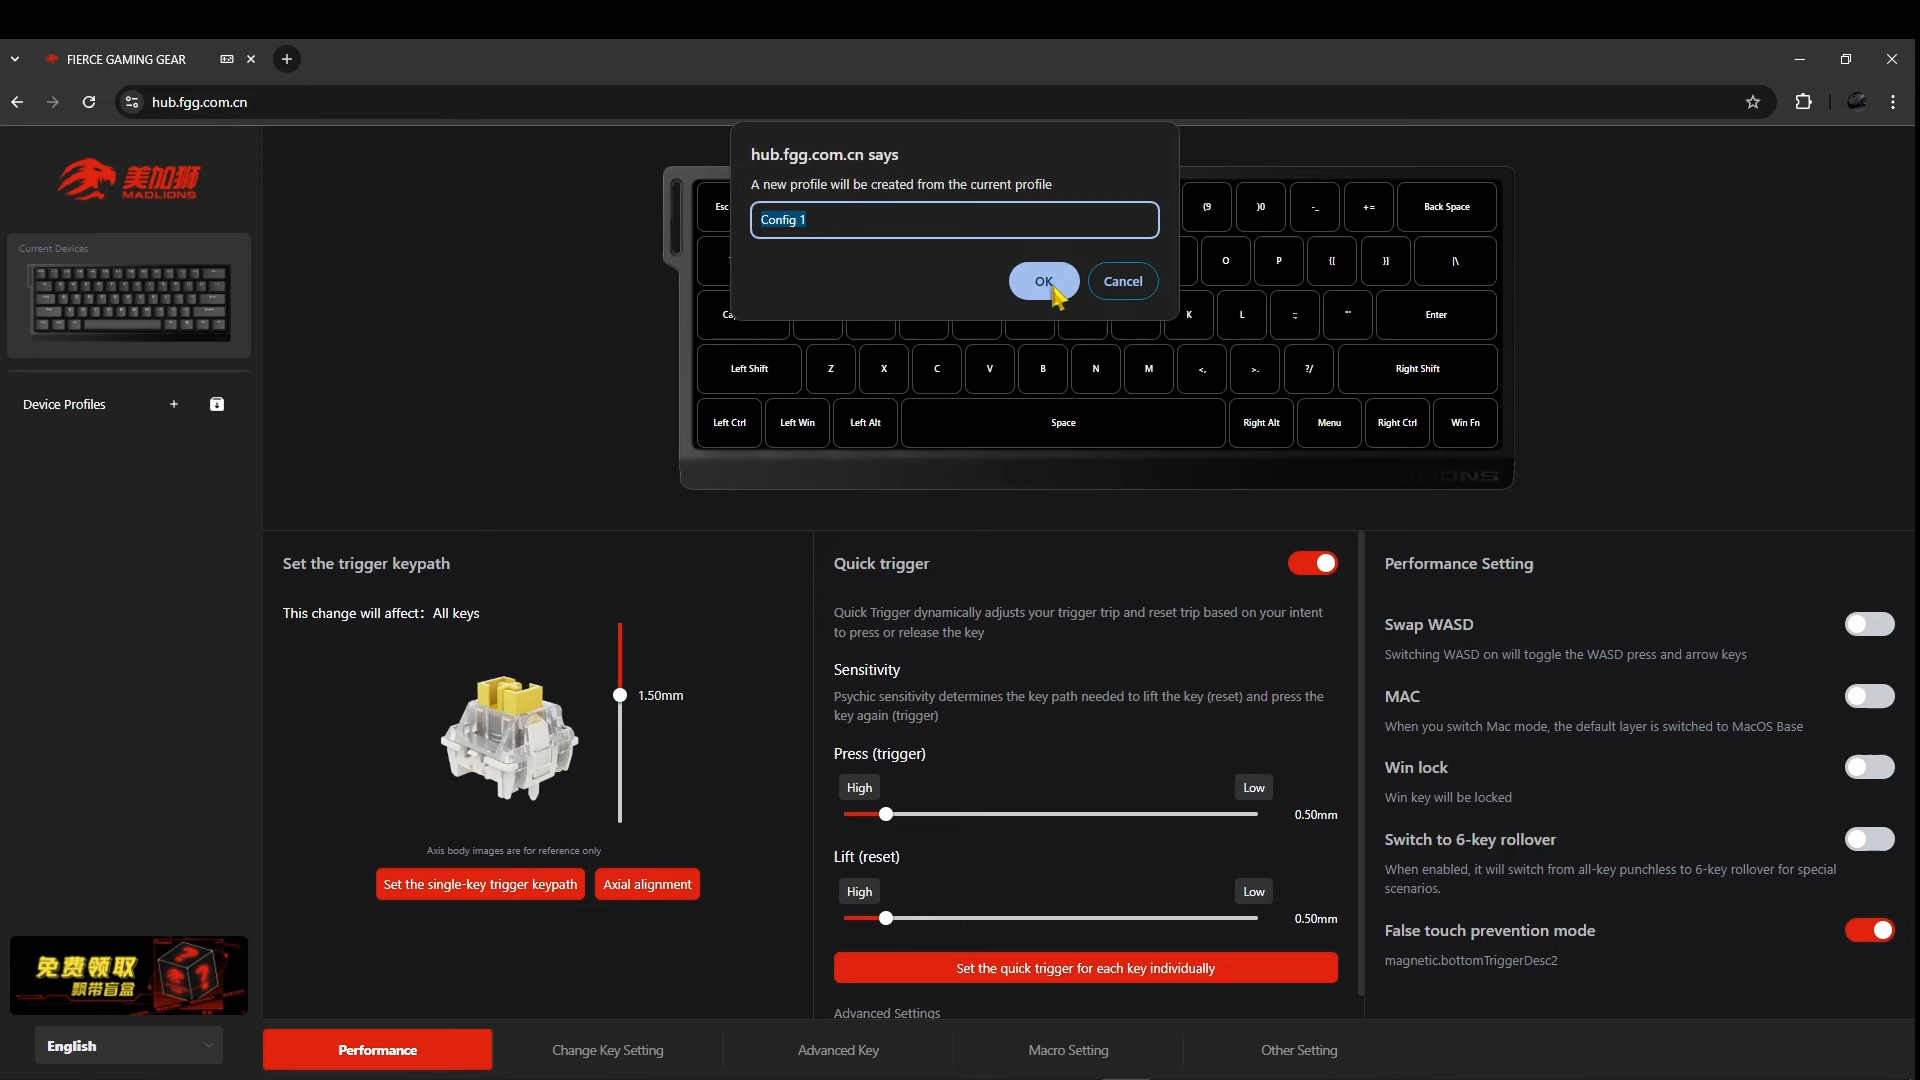 FIERCE GAMING GEAR
hub.fgg.com.cn
美加狮
MADLIONS
Current Devices
Device Profiles
+
hub.fgg.com.cn says
A new profile will be created from the current profile
Config 1
OK
Cancel
Esc
(9
)0
-_
+=
Back Space
O
P
{[
}]
|\
K
L
:;
"'
Enter
Left Shift
Z
X
C
V
B
N
M
<,
>.
?/
Right Shift
Left Ctrl
Left Win
Left Alt
Space
Right Alt
Menu
Right Ctrl
Win Fn
Set the trigger keypath
This change will affect: All keys
1.50mm
Axis body images are for reference only
Set the single-key trigger keypath
Axial alignment
Quick trigger
Quick Trigger dynamically adjusts your trigger trip and reset trip based on your intent
to press or release the key
Sensitivity
Psychic sensitivity determines the key path needed to lift the key (reset) and press the
key again (trigger)
Press (trigger)
High
Low
0.50mm
Lift (reset)
High
Low
0.50mm
Set the quick trigger for each key individually
Advanced Settings
Performance Setting
Swap WASD
Switching WASD on will toggle the WASD press and arrow keys
MAC
When you switch Mac mode, the default layer is switched to MacOS Base
Win lock
Win key will be locked
Switch to 6-key rollover
When enabled, it will switch from all-key punchless to 6-key rollover for special
scenarios.
False touch prevention mode
magnetic.bottomTriggerDesc2
免费领取
飘带盲盒
English
Performance
Change Key Setting
Advanced Key
Macro Setting
Other Setting